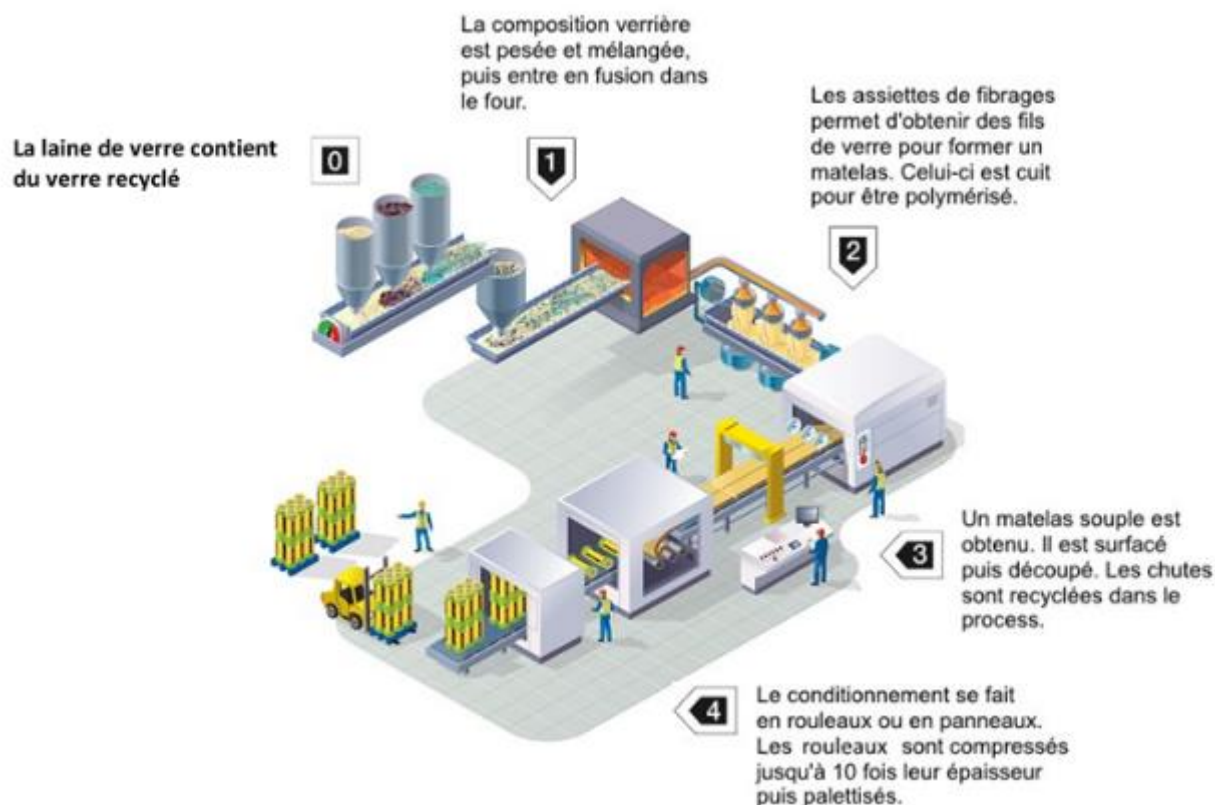 La laine de verre contient
du verre recyclé
0
La composition verrière
est pesée et mélangée,
puis entre en fusion dans
le four.
1
Les assiettes de fibrages
permet d'obtenir des fils
de verre pour former un
matelas. Celui-ci est cuit
pour être polymérisé.
2
3
Un matelas souple est
obtenu. Il est surfacé
puis découpé. Les chutes
sont recyclées dans le
process.
4
Le conditionnement se fait
en rouleaux ou en panneaux.
Les rouleaux sont compressés
jusqu'à 10 fois leur épaisseur
puis palettisés.